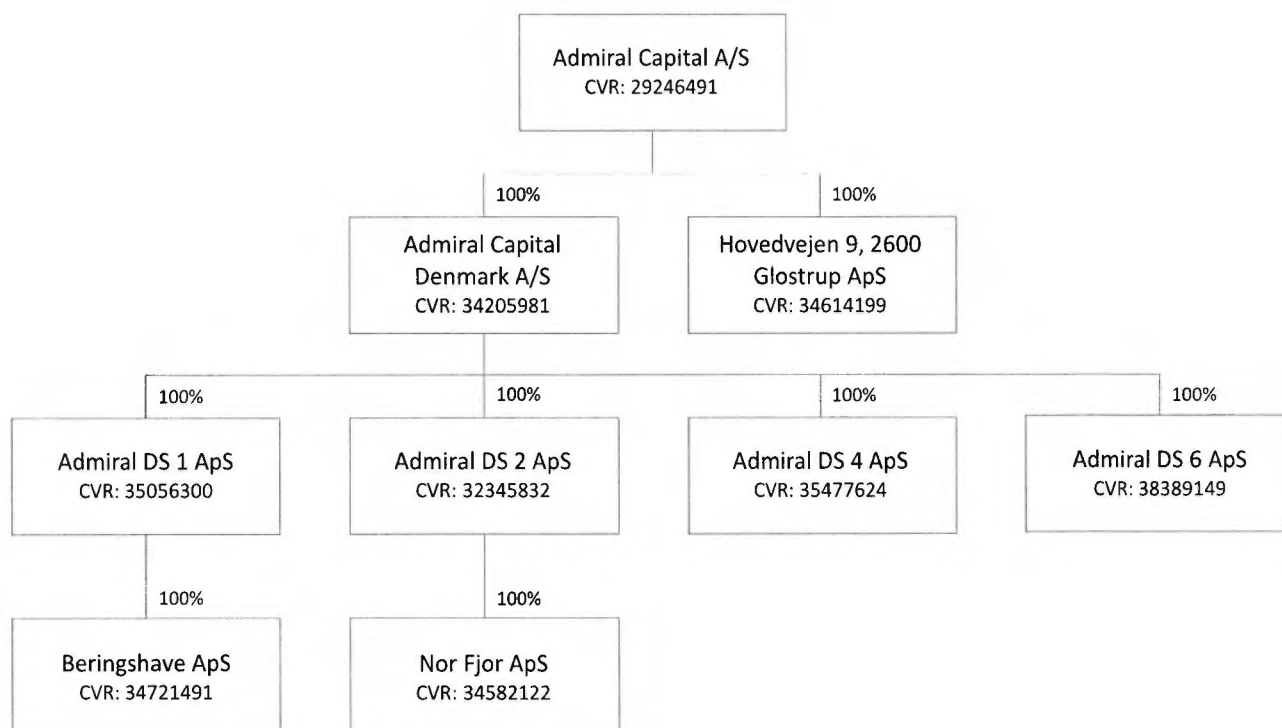 Admiral Capital A/S
CVR: 29246491
100%
100%
Admiral Capital
Denmark A/S
CVR: 34205981
Hovedvejen 9, 2600
Glostrup ApS
CVR: 34614199
100%
100%
100%
100%
Admiral DS 1 ApS
CVR: 35056300
Admiral DS 2 ApS
CVR: 32345832
Admiral DS 4 ApS
CVR: 35477624
Admiral DS 6 ApS
CVR: 38389149
100%
100%
Beringshave ApS
CVR: 34721491
Nor Fjor ApS
CVR: 34582122